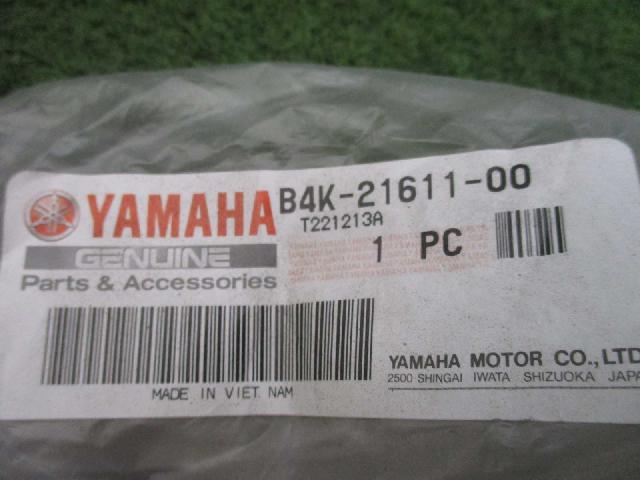 YAMAHA
GENUINE
Parts & Accessories
B4K-21611-00
T221213A
1 PC
MADE IN VIET NAM
YAMAHA MOTOR CO.,LTD
2500 SHINGAI IWATA SHIZUOKA JAPA